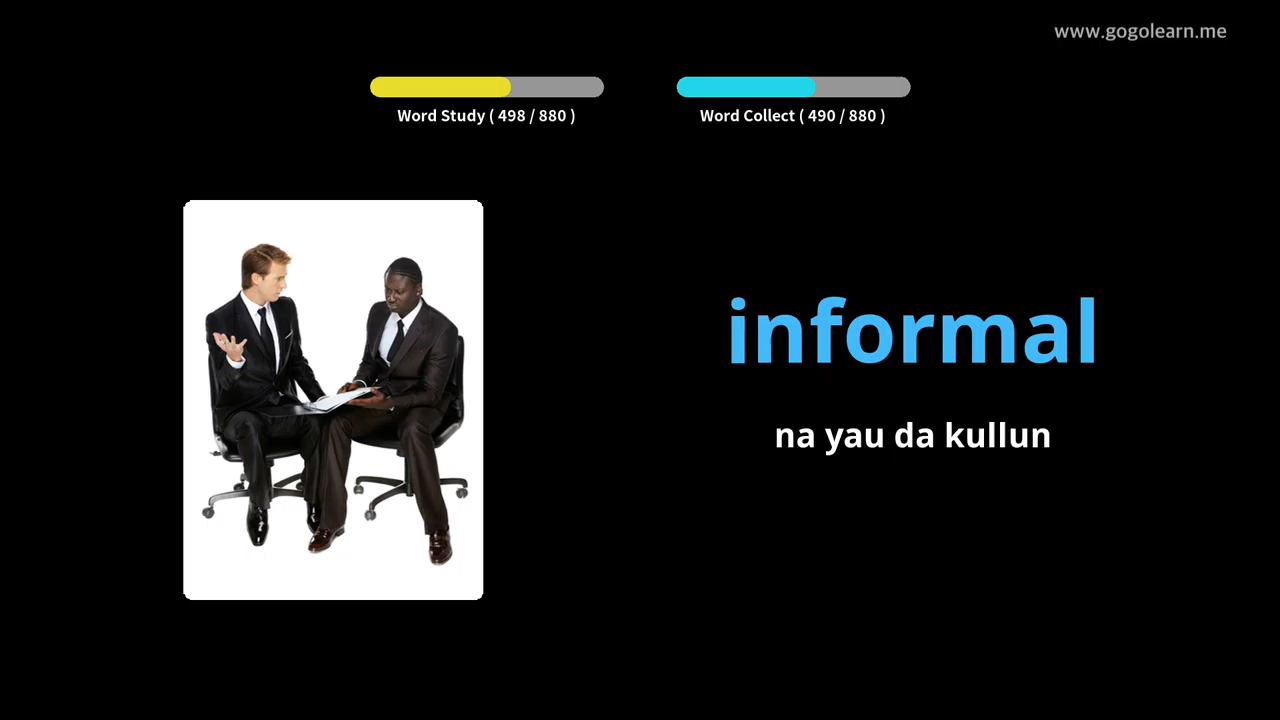 www.gogolearn.me
Word Study ( 498 / 880 )
Word Collect ( 490 / 880 )
informal
na yau da kullun